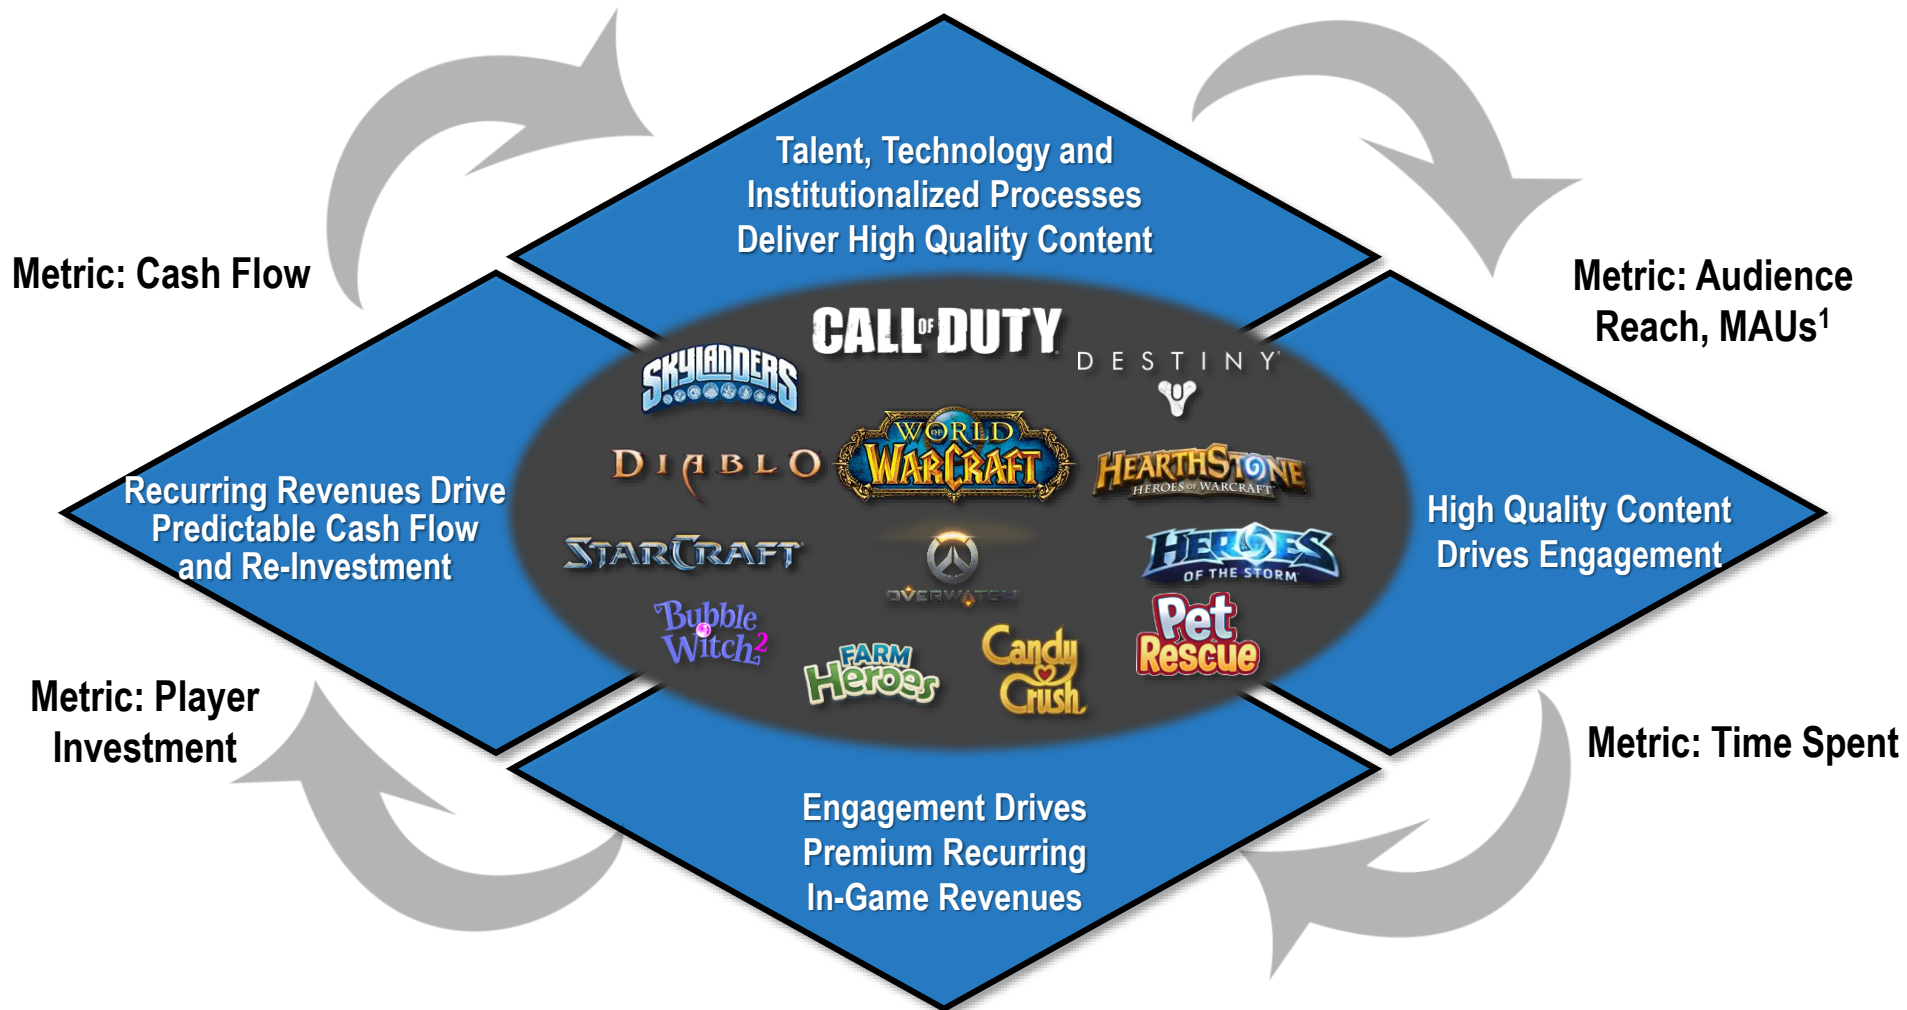 Talent, Technology and
Institutionalized Processes
Deliver High Quality Content
Metric: Cash Flow
Metric: Audience
Reach, MAUs1
CALL OF DUTY
SKYLANDERS
DESTINY
WORLD
OF
WARCRAFT
DIABLO
HEARTHSTONE
HEROES OF WARCRAFT
Recurring Revenues Drive
Predictable Cash Flow
and Re-Investment
High Quality Content
Drives Engagement
STARCRAFT
OVERWATCH
HEROES
OF THE STORM
Bubble
Witch2
FARM
Heroes
Candy
Crush
Pet
Rescue
Metric: Player
Investment
Metric: Time Spent
Engagement Drives
Premium Recurring
In-Game Revenues